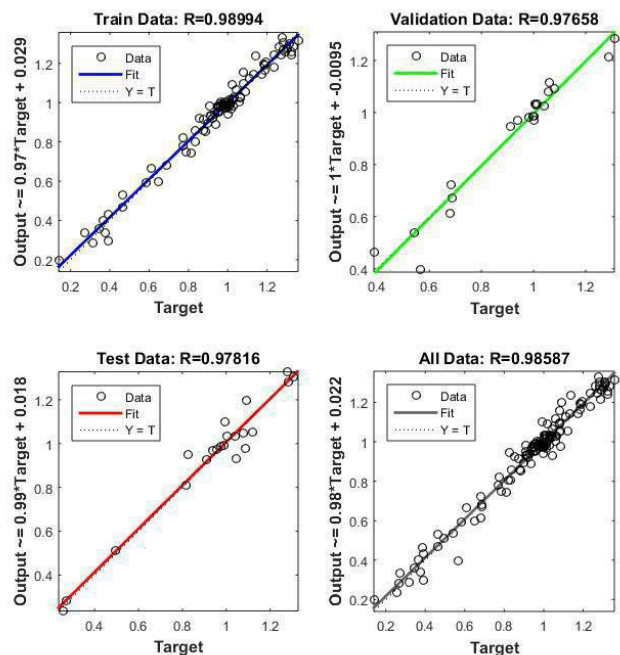 Train Data: R=0.98994
Output ~= 0.97*Target + 0.029
1.2
1
0.8
0.6
0.4
0.2
Data
Fit
Y = T
0.2 0.4 0.6 0.8 1 1.2
Target
Validation Data: R=0.97658
Output ~= 1*Target + -0.0095
1.2
1
0.8
0.6
0.4
Data
Fit
Y = T
0.4 0.6 0.8 1 1.2
Target
Test Data: R=0.97816
Output ~= 0.99*Target + 0.018
1.2
1
0.8
0.6
0.4
Data
Fit
Y = T
0.4 0.6 0.8 1 1.2
Target
All Data: R=0.98587
Output ~= 0.98*Target + 0.022
1.2
1
0.8
0.6
0.4
0.2
Data
Fit
Y = T
0.2 0.4 0.6 0.8 1 1.2
Target